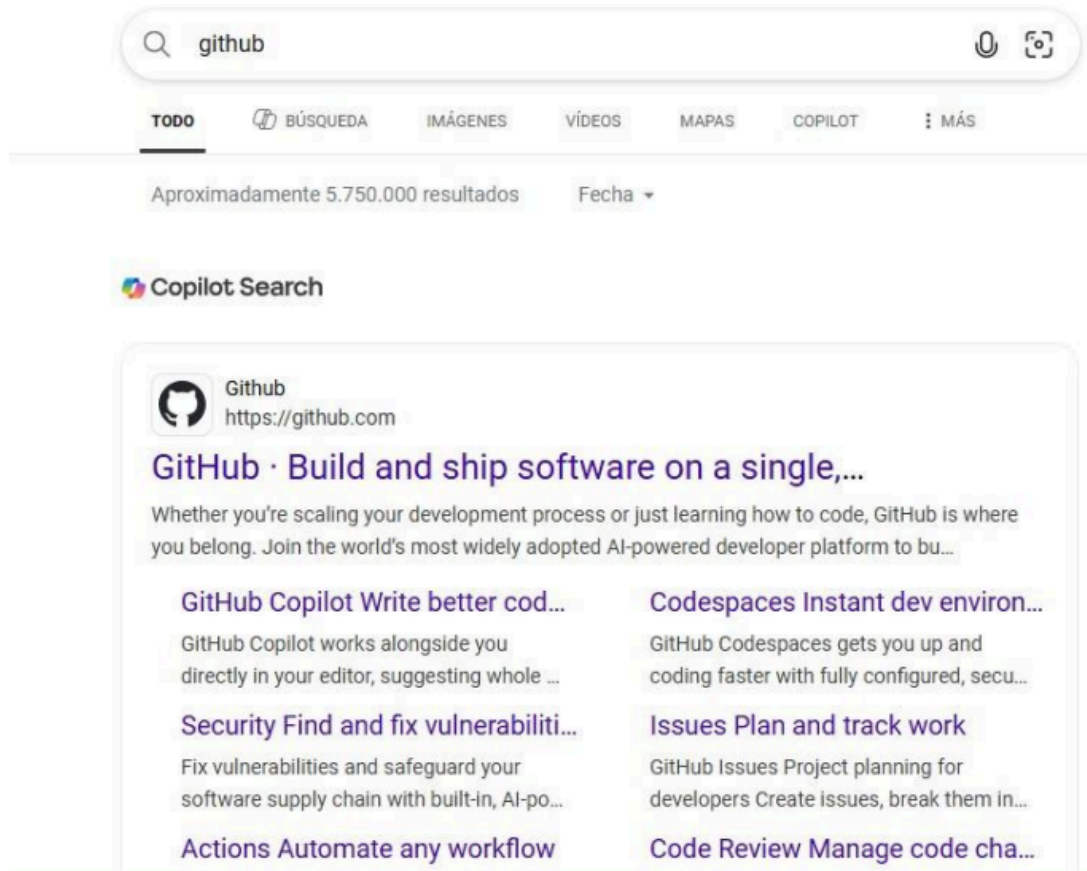 github
TODO BÚSQUEDA IMÁGENES VÍDEOS MAPAS COPILOT MÁS
Aproximadamente 5.750.000 resultados Fecha
Copilot Search
Github
https://github.com
GitHub · Build and ship software on a single,...
Whether you're scaling your development process or just learning how to code, GitHub is where
you belong. Join the world's most widely adopted AI-powered developer platform to bu...
GitHub Copilot Write better cod...
GitHub Copilot works alongside you
directly in your editor, suggesting whole ...
Codespaces Instant dev environ...
GitHub Codespaces gets you up and
coding faster with fully configured, secu...
Security Find and fix vulnerabiliti...
Fix vulnerabilities and safeguard your
software supply chain with built-in, AI-po...
Issues Plan and track work
GitHub Issues Project planning for
developers Create issues, break them in...
Actions Automate any workflow
Code Review Manage code cha...